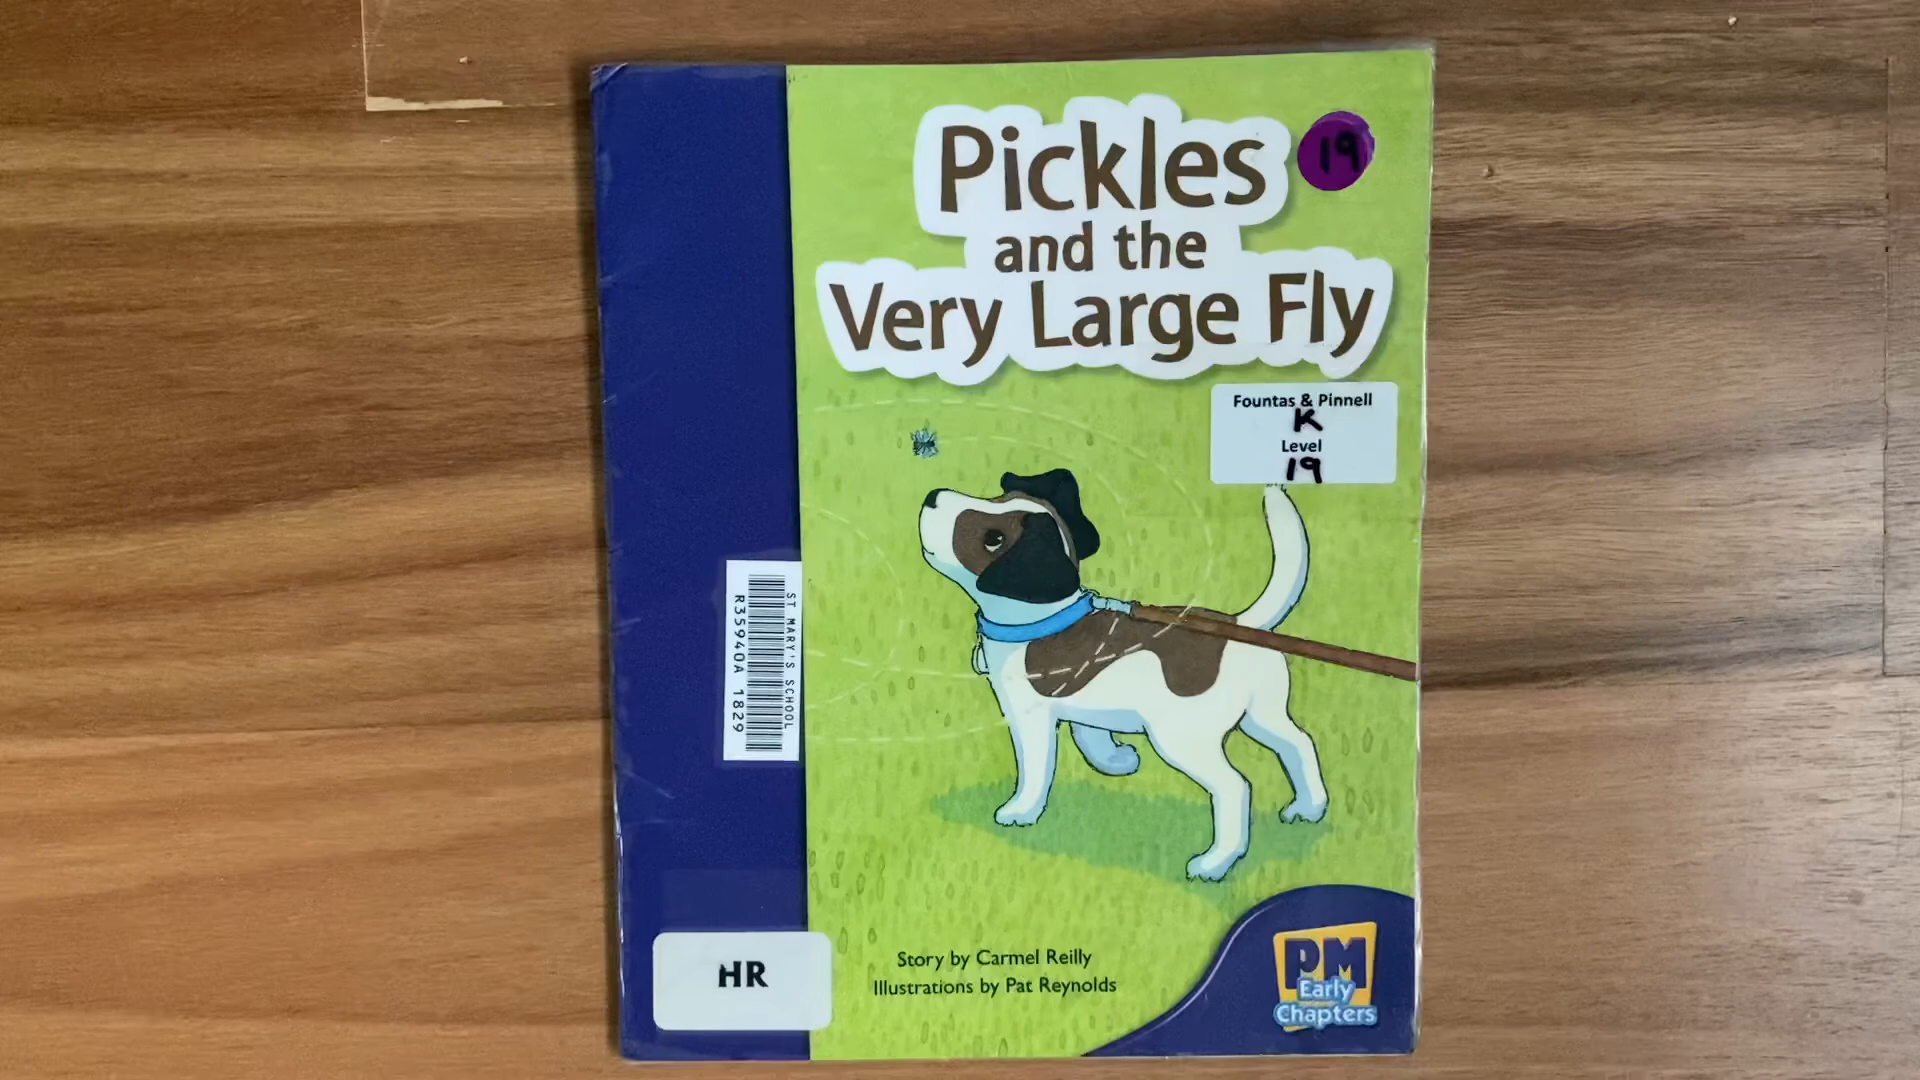 Pickles
19
and the
Very Large Fly
Fountas & Pinnell
K
Level
19
ST MARY'S SCHOOL
R35940A 1829
HR
Story by Carmel Reilly
Illustrations by Pat Reynolds
PM
Early
Chapters